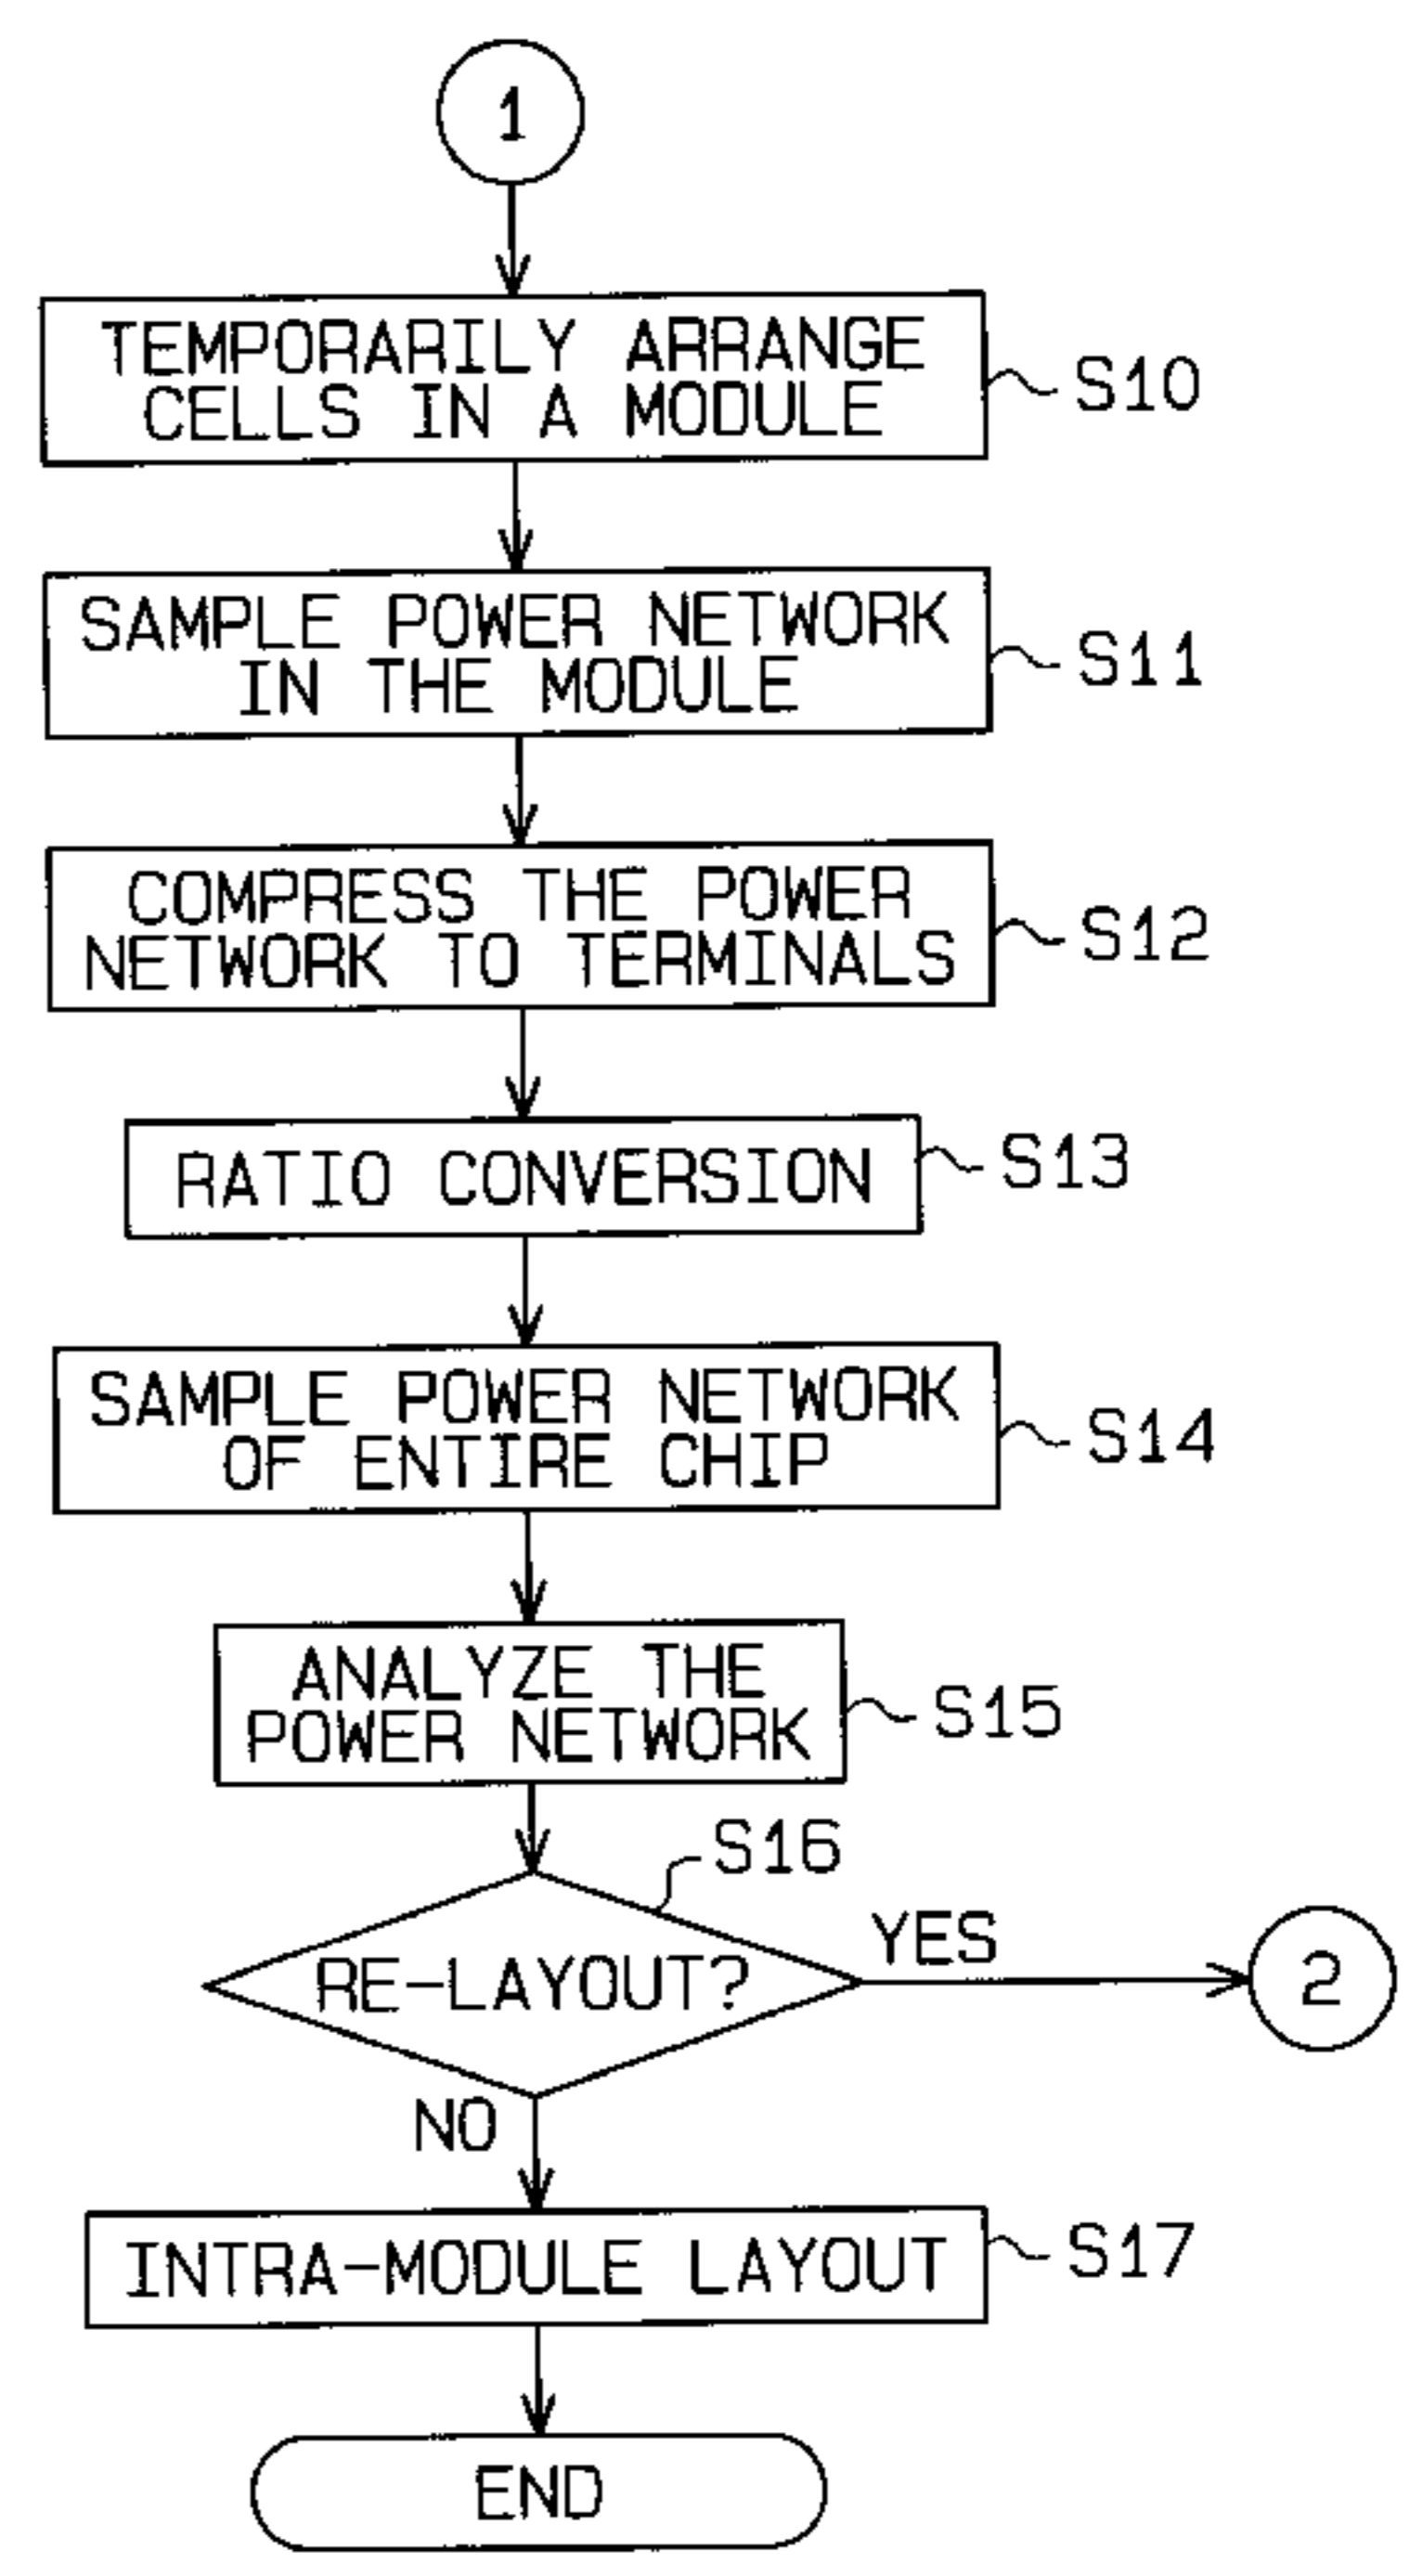 1
TEMPORARILY ARRANGE
CELLS IN A MODULE
S10
SAMPLE POWER NETWORK
IN THE MODULE
S11
COMPRESS THE POWER
NETWORK TO TERMINALS
S12
RATIO CONVERSION
S13
SAMPLE POWER NETWORK
OF ENTIRE CHIP
S14
ANALYZE THE
POWER NETWORK
S15
S16
RE-LAYOUT?
YES
2
NO
INTRA-MODULE LAYOUT
S17
END